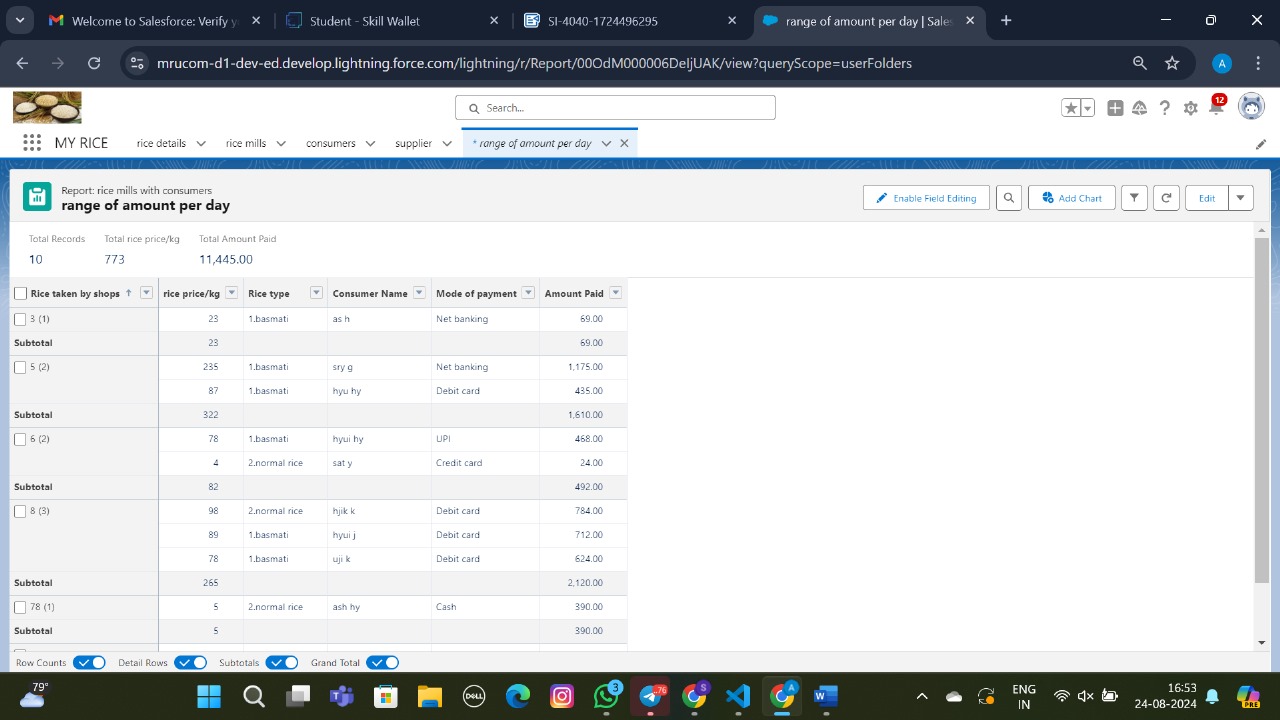 Welcome to Salesforce: Verify y
Student - Skill Wallet
SI-4040-1724496295
range of amount per day | Sales
mrucom-d1-dev-ed.develop.lightning.force.com/lightning/r/Report/00OdM000006DeIjUAK/view?queryScope=userFolders
A
Search...
12
MY RICE
rice details
rice mills
consumers
supplier
* range of amount per day
Report: rice mills with consumers
range of amount per day
Enable Field Editing
Add Chart
Edit
Total Records Total rice price/kg Total Amount Paid
10 773 11,445.00
Rice taken by shops ↑ rice price/kg Rice type Consumer Name Mode of payment Amount Paid
3 (1) 23 1.basmati as h Net banking 69.00
Subtotal 23 69.00
5 (2) 235 1.basmati sry g Net banking 1,175.00
87 1.basmati hyu hy Debit card 435.00
Subtotal 322 1,610.00
6 (2) 78 1.basmati hyui hy UPI 468.00
4 2.normal rice sat y Credit card 24.00
Subtotal 82 492.00
8 (3) 98 2.normal rice hjik k Debit card 784.00
89 1.basmati hyui j Debit card 712.00
78 1.basmati uji k Debit card 624.00
Subtotal 265 2,120.00
78 (1) 5 2.normal rice ash hy Cash 390.00
Subtotal 5 390.00
Row Counts Detail Rows Subtotals Grand Total
79°
DELL
3
76
S
A
W
ENG
IN
16:53
24-08-2024
PRE